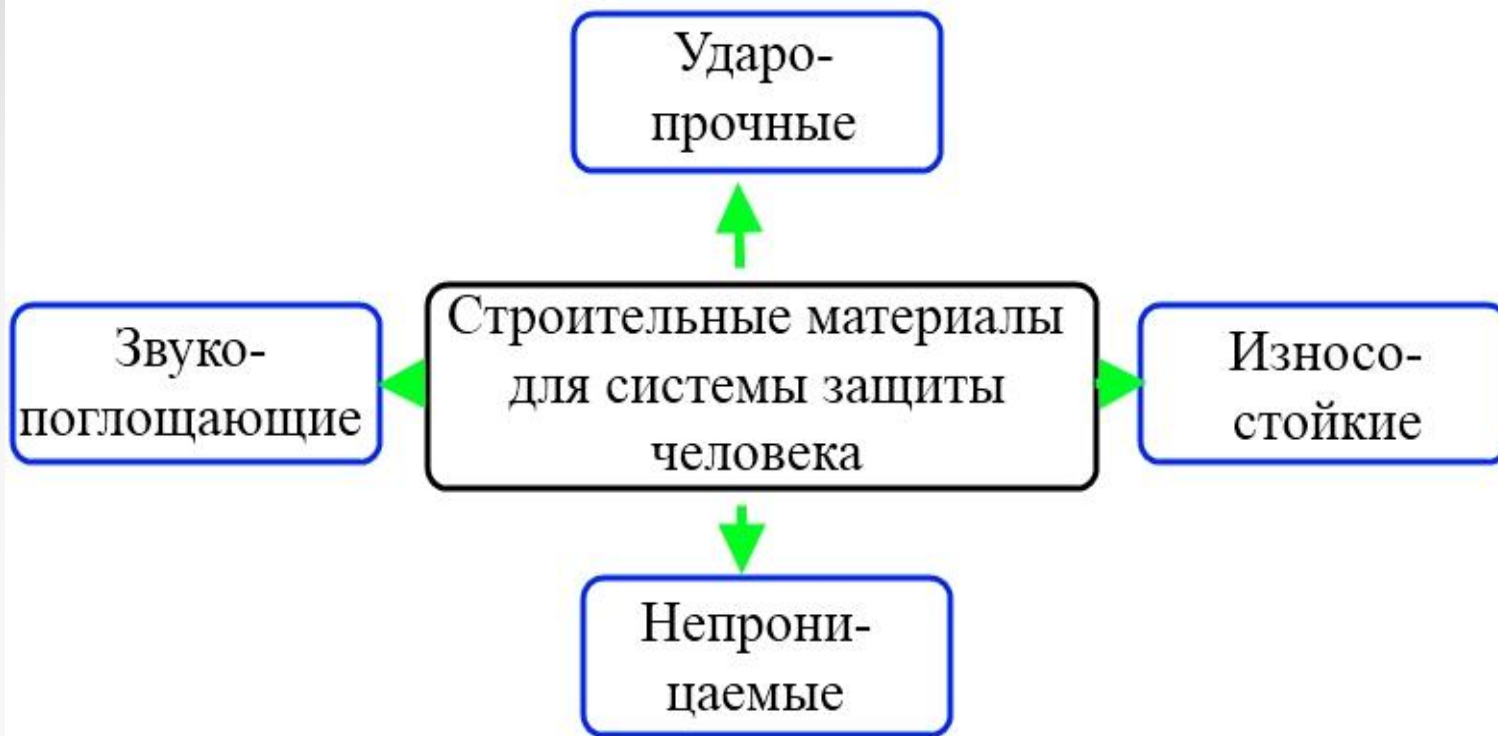 Ударо-
прочные
Звуко-
поглощающие
Строительные материалы
для системы защиты
человека
Износо-
стойкие
Непрони-
цаемые